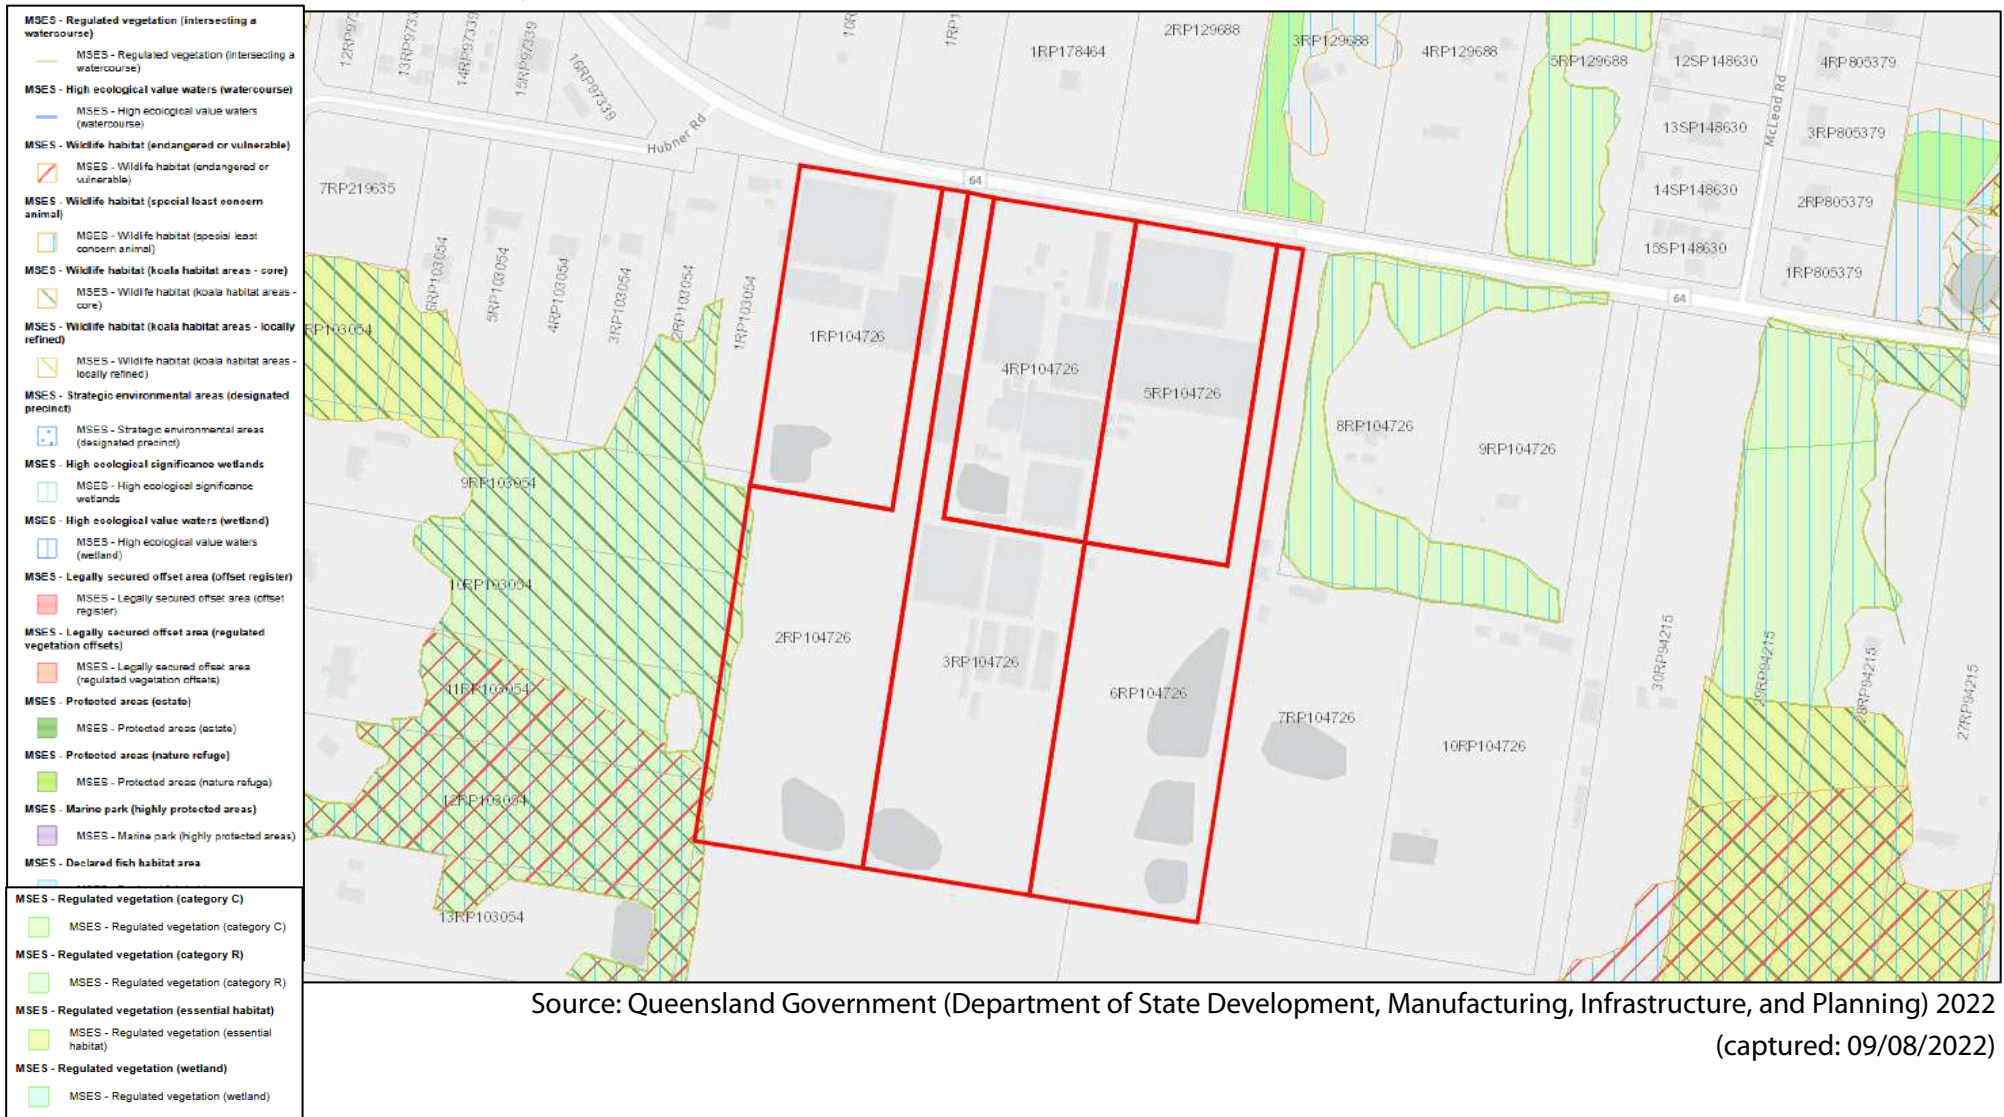 MSES - Regulated vegetation (intersecting a
watercourse)
MSES - Regulated vegetation (intersecting a
watercourse)
MSES - High ecological value waters (watercourse)
MSES - High ecological value waters
(watercourse)
MSES - Wildlife habitat (endangered or vulnerable)
MSES - Wildlife habitat (endangered or
vulnerable)
MSES - Wildlife habitat (special least concern
animal)
MSES - Wildlife habitat (special least
concern animal)
MSES - Wildlife habitat (koala habitat areas - core)
MSES - Wildlife habitat (koala habitat areas -
core)
MSES - Wildlife habitat (koala habitat areas - locally
refined)
MSES - Wildlife habitat (koala habitat areas -
locally refined)
MSES - Strategic environmental areas (designated
precinct)
MSES - Strategic environmental areas
(designated precinct)
MSES - High ecological significance wetlands
MSES - High ecological significance
wetlands
MSES - High ecological value waters (wetland)
MSES - High ecological value waters
(wetland)
MSES - Legally secured offset area (offset register)
MSES - Legally secured offset area (offset
register)
MSES - Legally secured offset area (regulated
vegetation offsets)
MSES - Legally secured offset area
(regulated vegetation offsets)
MSES - Protected areas (estate)
MSES - Protected areas (estate)
MSES - Protected areas (nature refuge)
MSES - Protected areas (nature refuge)
MSES - Marine park (highly protected areas)
MSES - Marine park (highly protected areas)
MSES - Declared fish habitat area
MSES - Regulated vegetation (category C)
MSES - Regulated vegetation (category C)
MSES - Regulated vegetation (category R)
MSES - Regulated vegetation (category R)
MSES - Regulated vegetation (essential habitat)
MSES - Regulated vegetation (essential
habitat)
MSES - Regulated vegetation (wetland)
MSES - Regulated vegetation (wetland)
12RP973
13RP97339
14RP97339
15RP97339
16RP97339
10R
1RP1
1RP178464
2RP129688
3RP129688
4RP129688
5RP129688
12SP148630
4RP805379
McLeod Rd
13SP148630
3RP805379
14SP148630
2RP805379
15SP148630
1RP805379
Hubner Rd
64
64
7RP219635
6RP103054
5RP103054
4RP103054
3RP103054
2RP103054
1RP103054
RP103054
1RP104726
4RP104726
5RP104726
8RP104726
9RP104726
9RP103054
10RP103054
2RP104726
3RP104726
6RP104726
7RP104726
10RP104726
30RP94215
29RP94215
28RP94215
27RP94215
11RP103054
12RP103054
13RP103054
Source: Queensland Government (Department of State Development, Manufacturing, Infrastructure, and Planning) 2022
(captured: 09/08/2022)